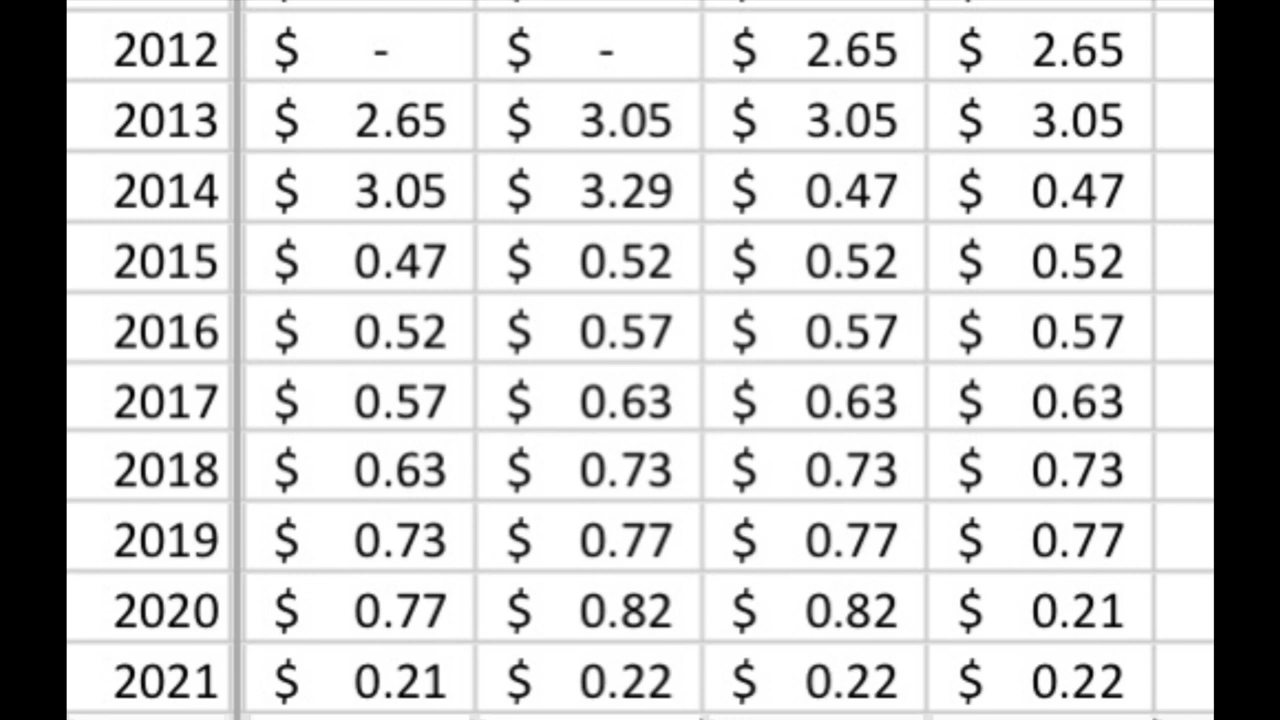 2012 $ - $ - $ 2.65 $ 2.65
2013 $ 2.65 $ 3.05 $ 3.05 $ 3.05
2014 $ 3.05 $ 3.29 $ 0.47 $ 0.47
2015 $ 0.47 $ 0.52 $ 0.52 $ 0.52
2016 $ 0.52 $ 0.57 $ 0.57 $ 0.57
2017 $ 0.57 $ 0.63 $ 0.63 $ 0.63
2018 $ 0.63 $ 0.73 $ 0.73 $ 0.73
2019 $ 0.73 $ 0.77 $ 0.77 $ 0.77
2020 $ 0.77 $ 0.82 $ 0.82 $ 0.21
2021 $ 0.21 $ 0.22 $ 0.22 $ 0.22